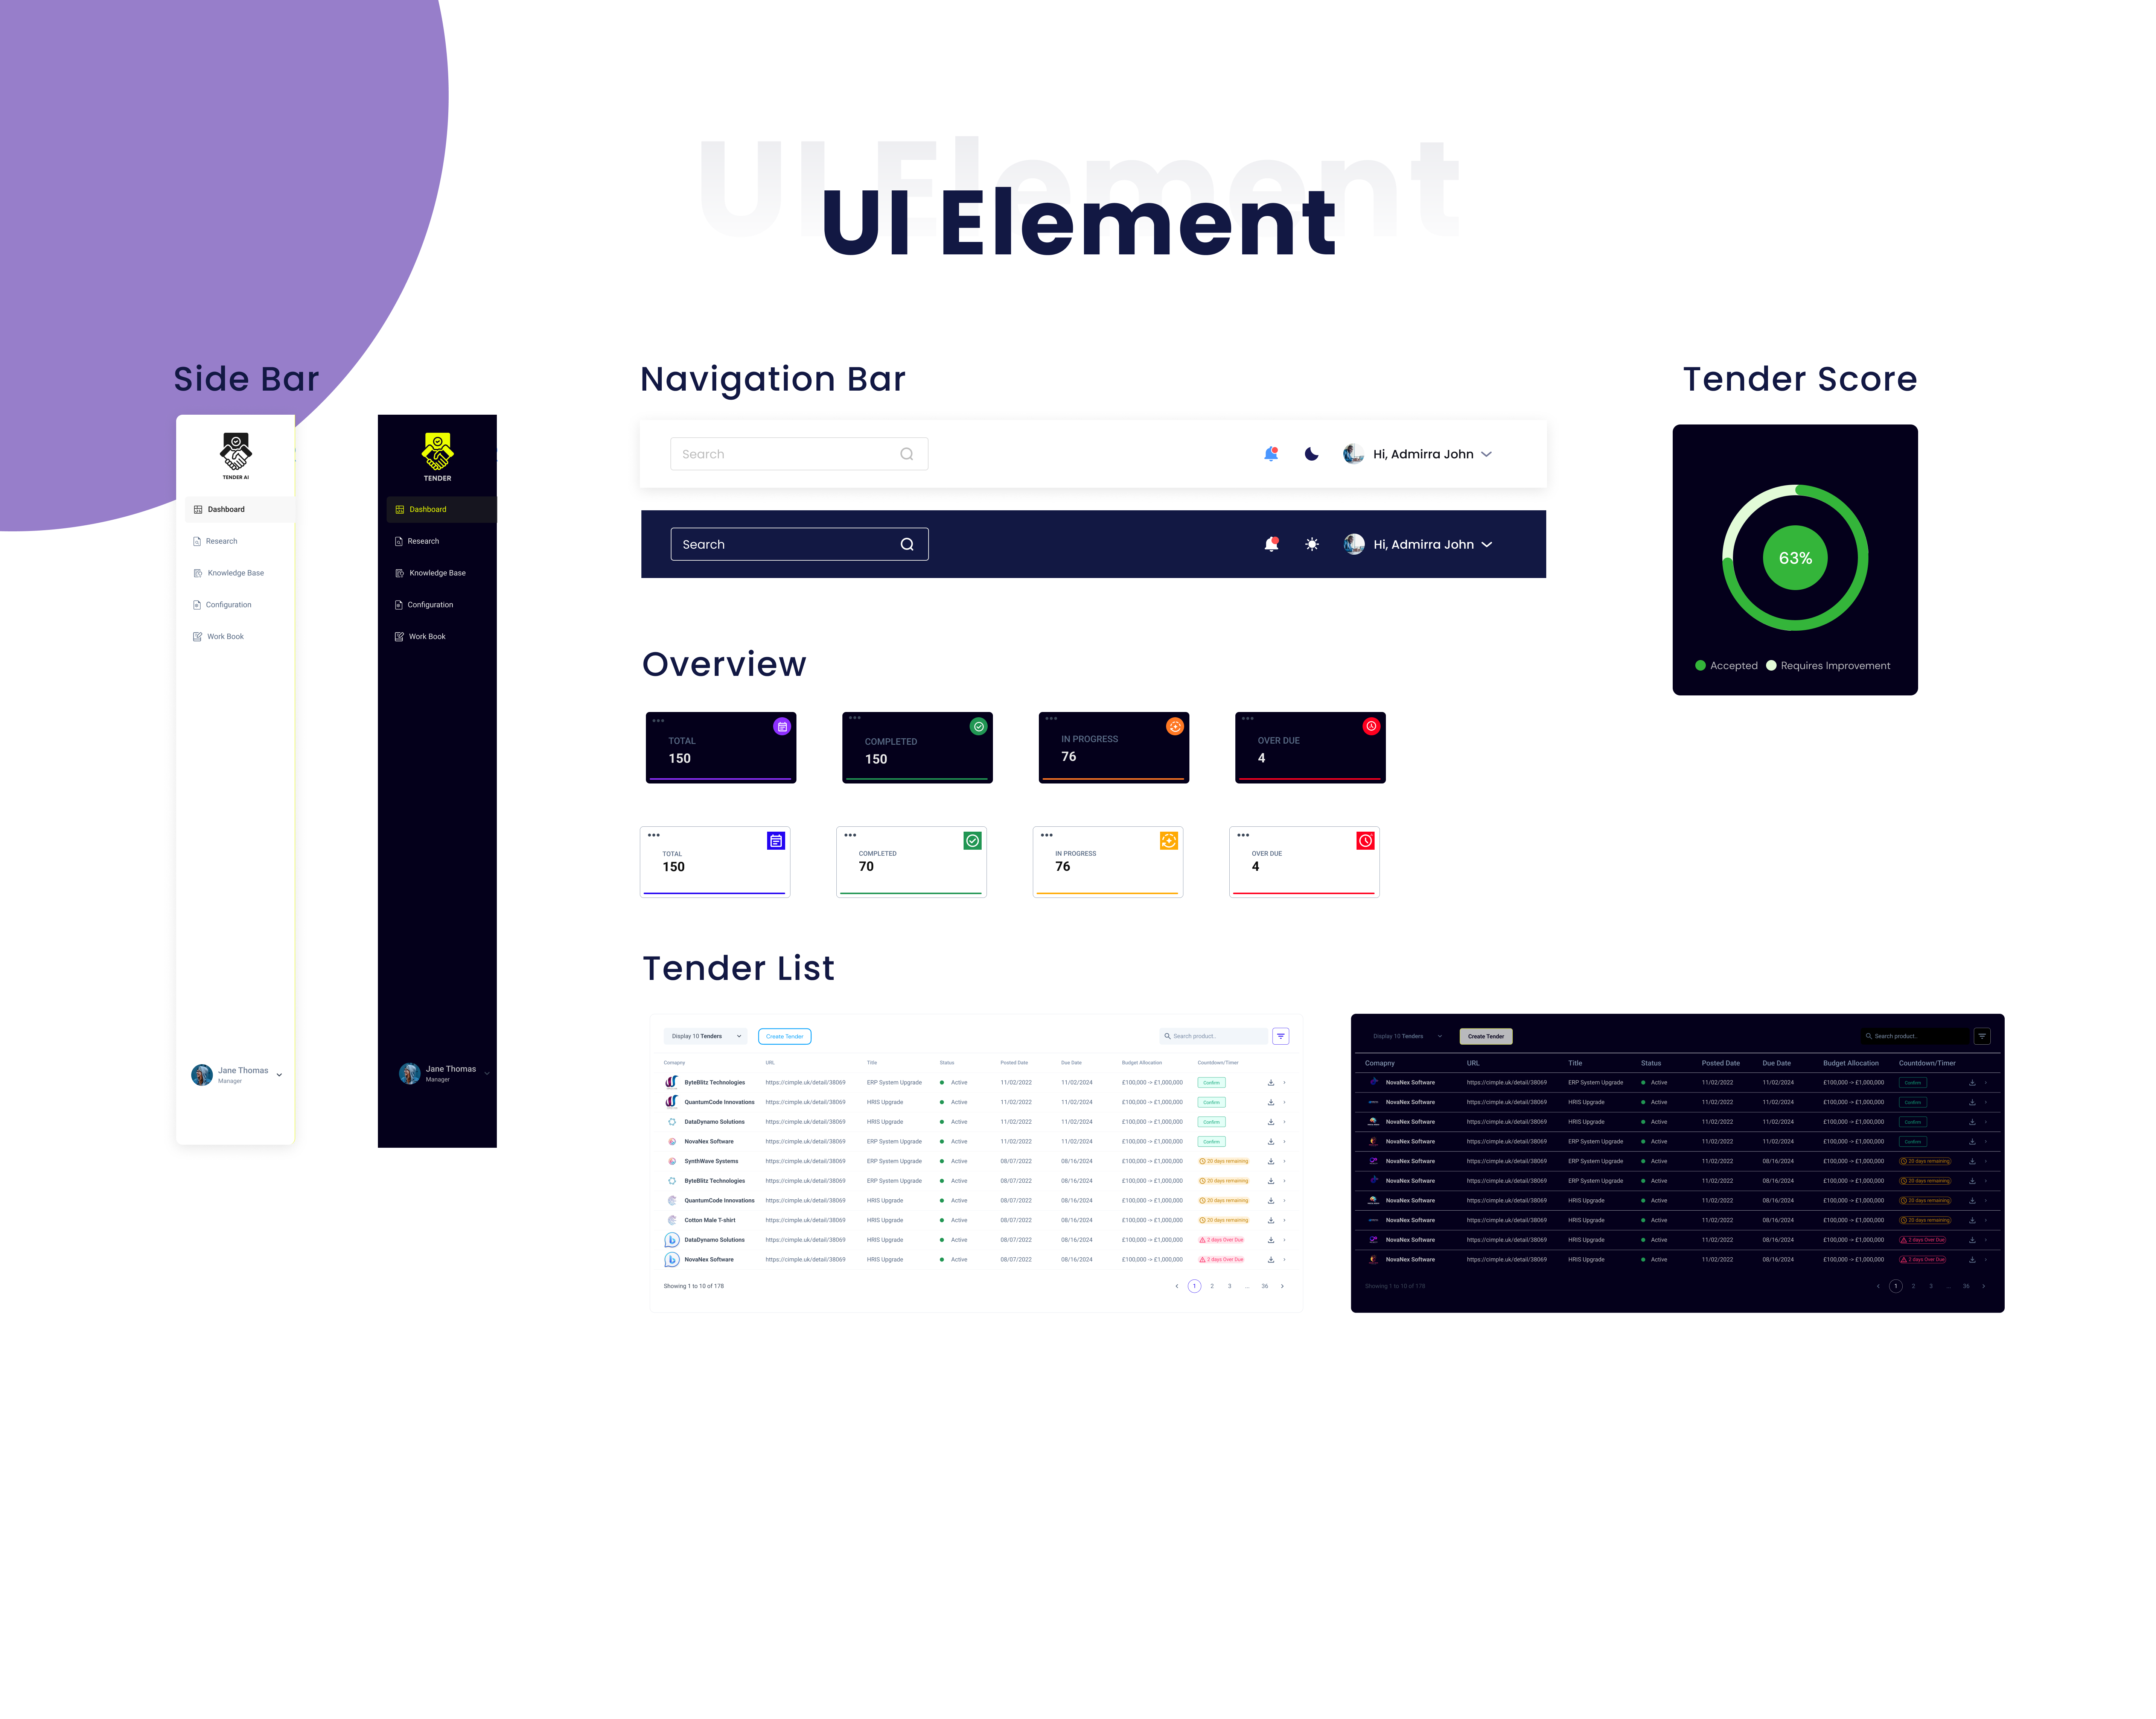 UI Element
UI Element
Side Bar
TENDER AI
Dashboard
Research
Knowledge Base
Configuration
Work Book
Jane Thomas
Manager
TENDER
Dashboard
Research
Knowledge Base
Configuration
Work Book
Jane Thomas
Manager
Navigation Bar
Search
Hi, Admirra John
Search
Hi, Admirra John
Tender Score
63%
Accepted Requires Improvement
Overview
TOTAL
150
COMPLETED
150
IN PROGRESS
76
OVER DUE
4
TOTAL
150
COMPLETED
70
IN PROGRESS
76
OVER DUE
4
Tender List
Display 10 Tenders Create Tender Search product..
Comapny URL Title Status Posted Date Due Date Budget Allocation Countdown/Timer
ByteBlitz Technologies https://cimple.uk/detail/38069 ERP System Upgrade Active 11/02/2022 11/02/2024 £100,000 -> £1,000,000 Confirm
QuantumCode Innovations https://cimple.uk/detail/38069 HRIS Upgrade Active 11/02/2022 11/02/2024 £100,000 -> £1,000,000 Confirm
DataDynamo Solutions https://cimple.uk/detail/38069 HRIS Upgrade Active 11/02/2022 11/02/2024 £100,000 -> £1,000,000 Confirm
NovaNex Software https://cimple.uk/detail/38069 ERP System Upgrade Active 11/02/2022 11/02/2024 £100,000 -> £1,000,000 Confirm
SynthWave Systems https://cimple.uk/detail/38069 ERP System Upgrade Active 08/07/2022 08/16/2024 £100,000 -> £1,000,000 20 days remaining
ByteBlitz Technologies https://cimple.uk/detail/38069 ERP System Upgrade Active 08/07/2022 08/16/2024 £100,000 -> £1,000,000 20 days remaining
QuantumCode Innovations https://cimple.uk/detail/38069 HRIS Upgrade Active 08/07/2022 08/16/2024 £100,000 -> £1,000,000 20 days remaining
Cotton Male T-shirt https://cimple.uk/detail/38069 HRIS Upgrade Active 08/07/2022 08/16/2024 £100,000 -> £1,000,000 20 days remaining
DataDynamo Solutions https://cimple.uk/detail/38069 HRIS Upgrade Active 08/07/2022 08/16/2024 £100,000 -> £1,000,000 2 days Over Due
NovaNex Software https://cimple.uk/detail/38069 HRIS Upgrade Active 08/07/2022 08/16/2024 £100,000 -> £1,000,000 2 days Over Due
Showing 1 to 10 of 178 < 1 2 3 ... 36 >
Display 10 Tenders Create Tender Search product..
Comapny URL Title Status Posted Date Due Date Budget Allocation Countdown/Timer
NovaNex Software https://cimple.uk/detail/38069 ERP System Upgrade Active 11/02/2022 11/02/2024 £100,000 -> £1,000,000 Confirm
NovaNex Software https://cimple.uk/detail/38069 HRIS Upgrade Active 11/02/2022 11/02/2024 £100,000 -> £1,000,000 Confirm
NovaNex Software https://cimple.uk/detail/38069 HRIS Upgrade Active 11/02/2022 11/02/2024 £100,000 -> £1,000,000 Confirm
NovaNex Software https://cimple.uk/detail/38069 ERP System Upgrade Active 11/02/2022 11/02/2024 £100,000 -> £1,000,000 Confirm
NovaNex Software https://cimple.uk/detail/38069 ERP System Upgrade Active 11/02/2022 08/16/2024 £100,000 -> £1,000,000 20 days remaining
NovaNex Software https://cimple.uk/detail/38069 ERP System Upgrade Active 11/02/2022 08/16/2024 £100,000 -> £1,000,000 20 days remaining
NovaNex Software https://cimple.uk/detail/38069 HRIS Upgrade Active 11/02/2022 08/16/2024 £100,000 -> £1,000,000 20 days remaining
NovaNex Software https://cimple.uk/detail/38069 HRIS Upgrade Active 11/02/2022 08/16/2024 £100,000 -> £1,000,000 20 days remaining
NovaNex Software https://cimple.uk/detail/38069 HRIS Upgrade Active 11/02/2022 08/16/2024 £100,000 -> £1,000,000 2 days Over Due
NovaNex Software https://cimple.uk/detail/38069 HRIS Upgrade Active 11/02/2022 08/16/2024 £100,000 -> £1,000,000 2 days Over Due
Showing 1 to 10 of 178 < 1 2 3 ... 36 >